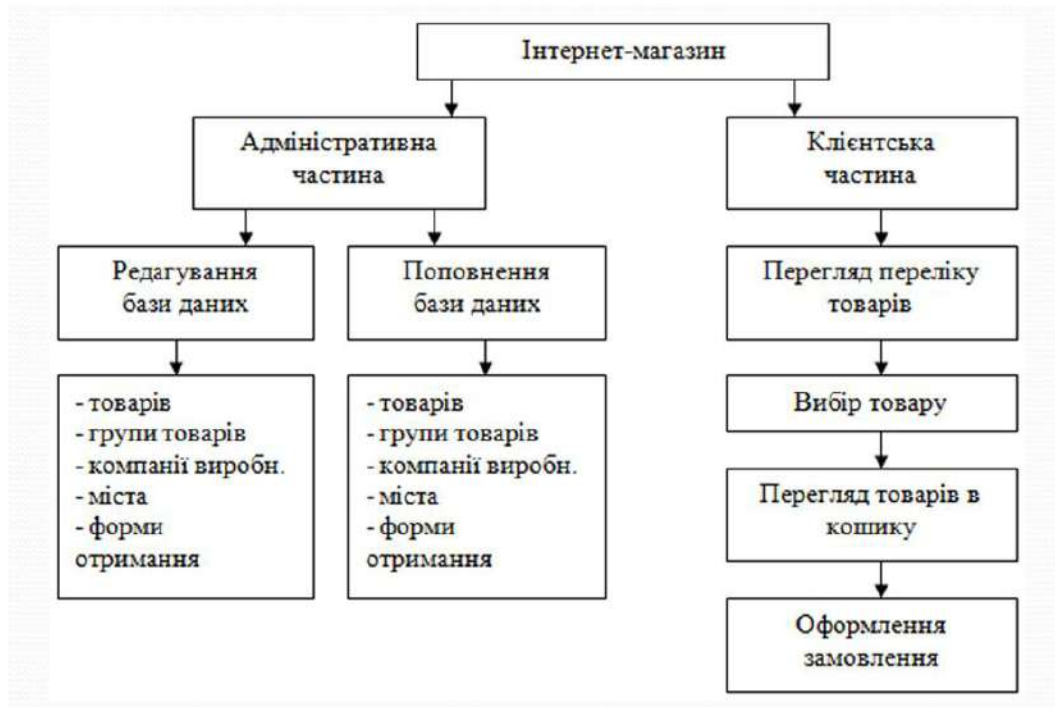 Інтернет-магазин
Адміністративна
частина
Клієнтська
частина
Редагування
бази даних
Поповнення
бази даних
Перегляд переліку
товарів
- товарів
- групи товарів
- компанії виробн.
- міста
- форми
отримання
- товарів
- групи товарів
- компанії виробн.
- міста
- форми
отримання
Вибір товару
Перегляд товарів в
кошику
Оформлення
замовлення